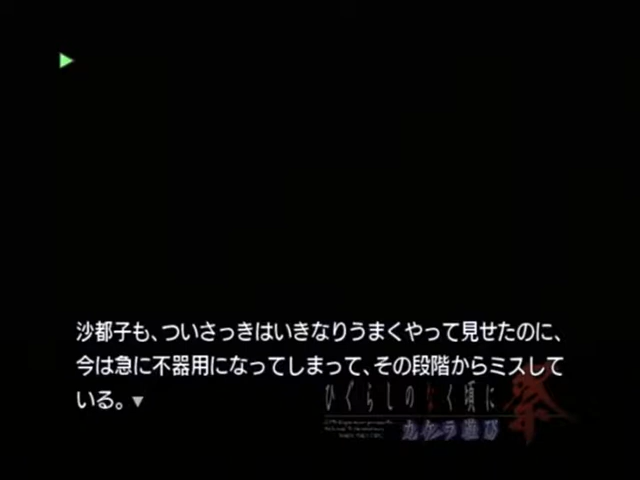 沙都子も、ついさっきはいきなりうまくやって見せたのに、
今は急に不器用になってしまって、その段階からミスして
いる。
ひぐらしのなく頃に
祭
カケラ遊び